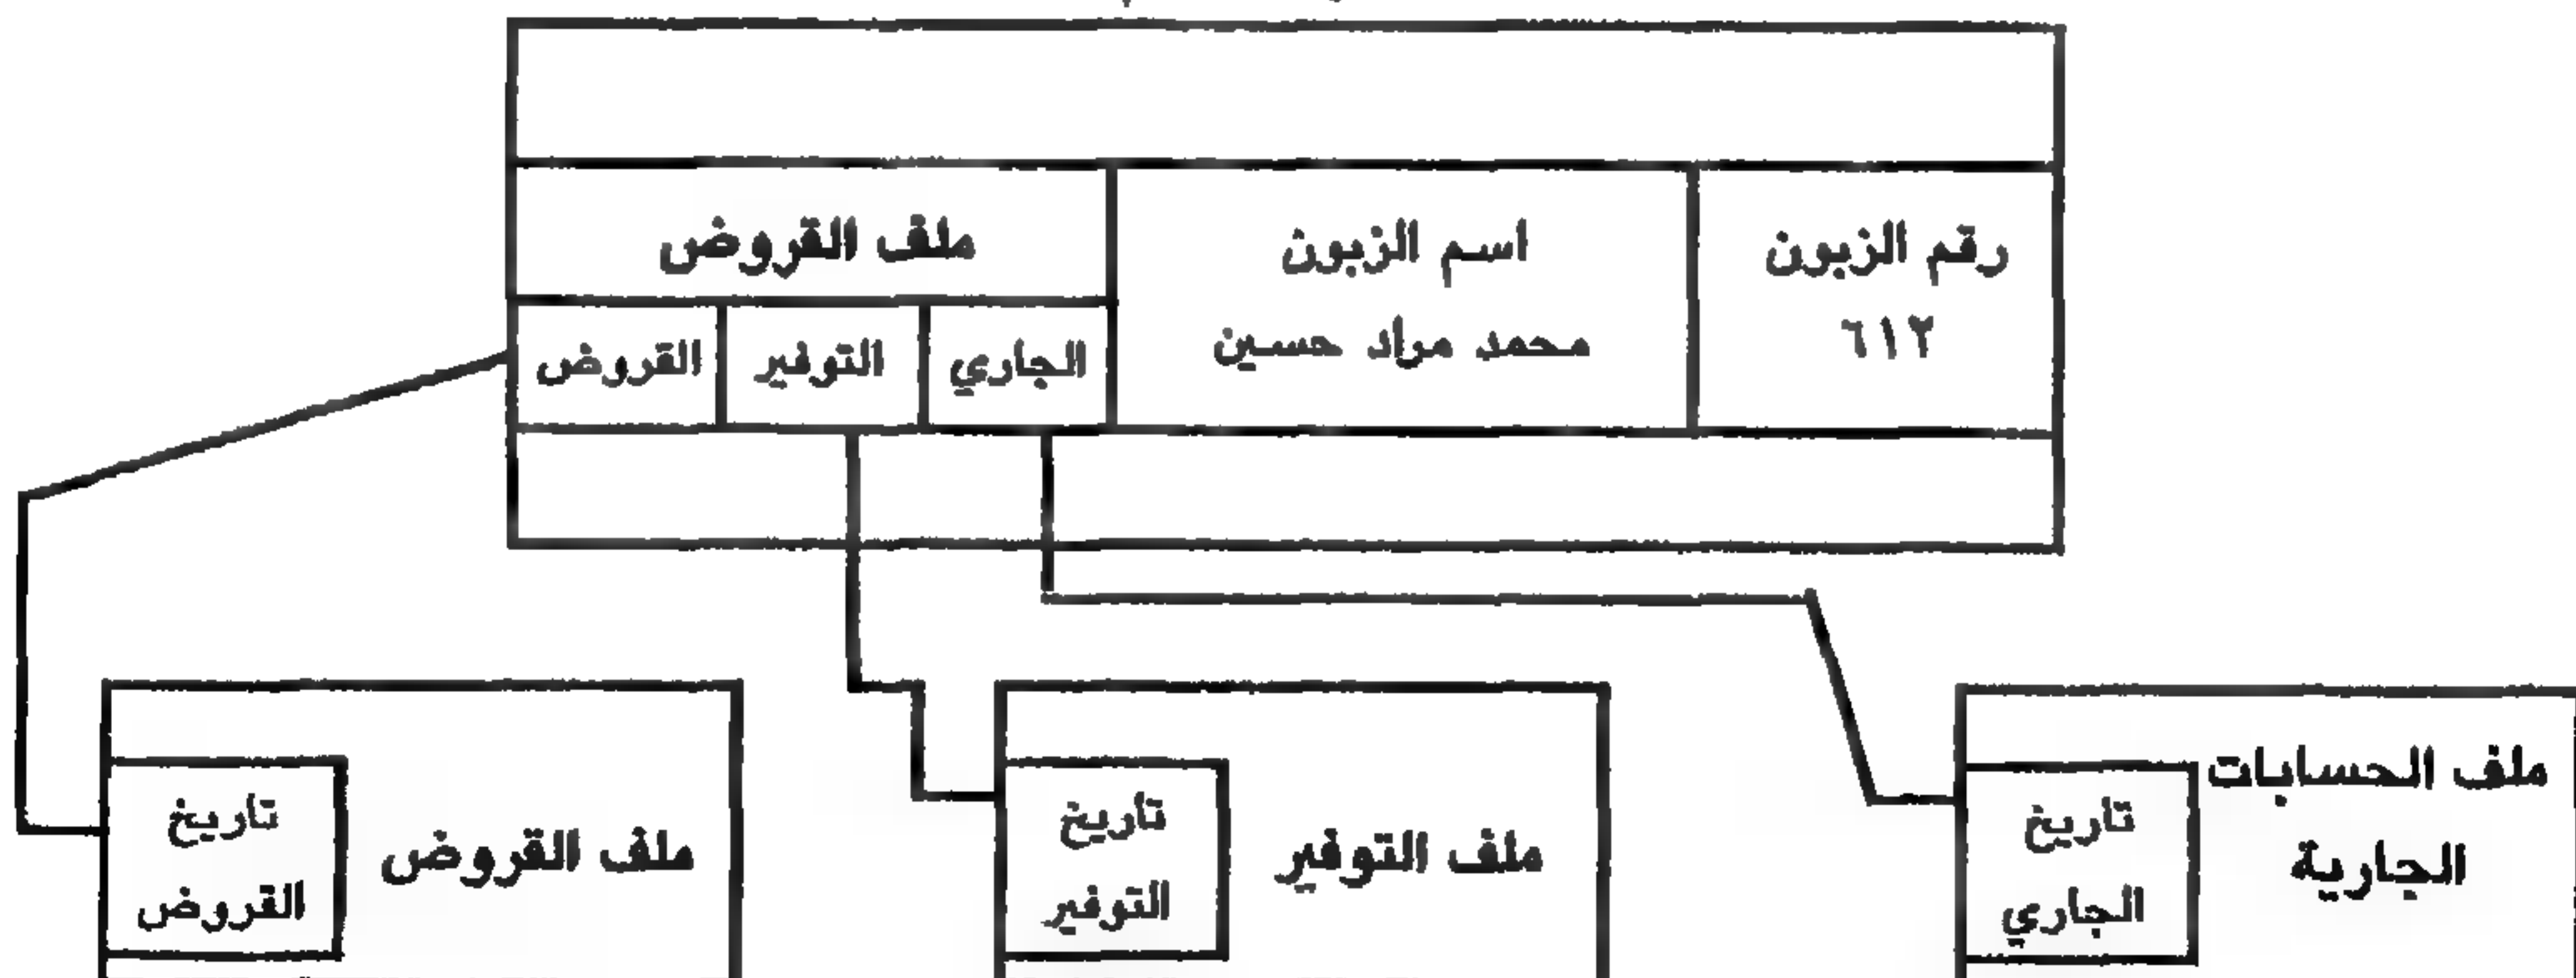 رقم الزبون
٦١٢
اسم الزبون
محمد مراد حسين
ملف القروض
الجاري
التوفير
القروض
ملف الحسابات
الجارية
تاريخ
الجاري
ملف التوفير
تاريخ
التوفير
ملف القروض
تاريخ
القروض